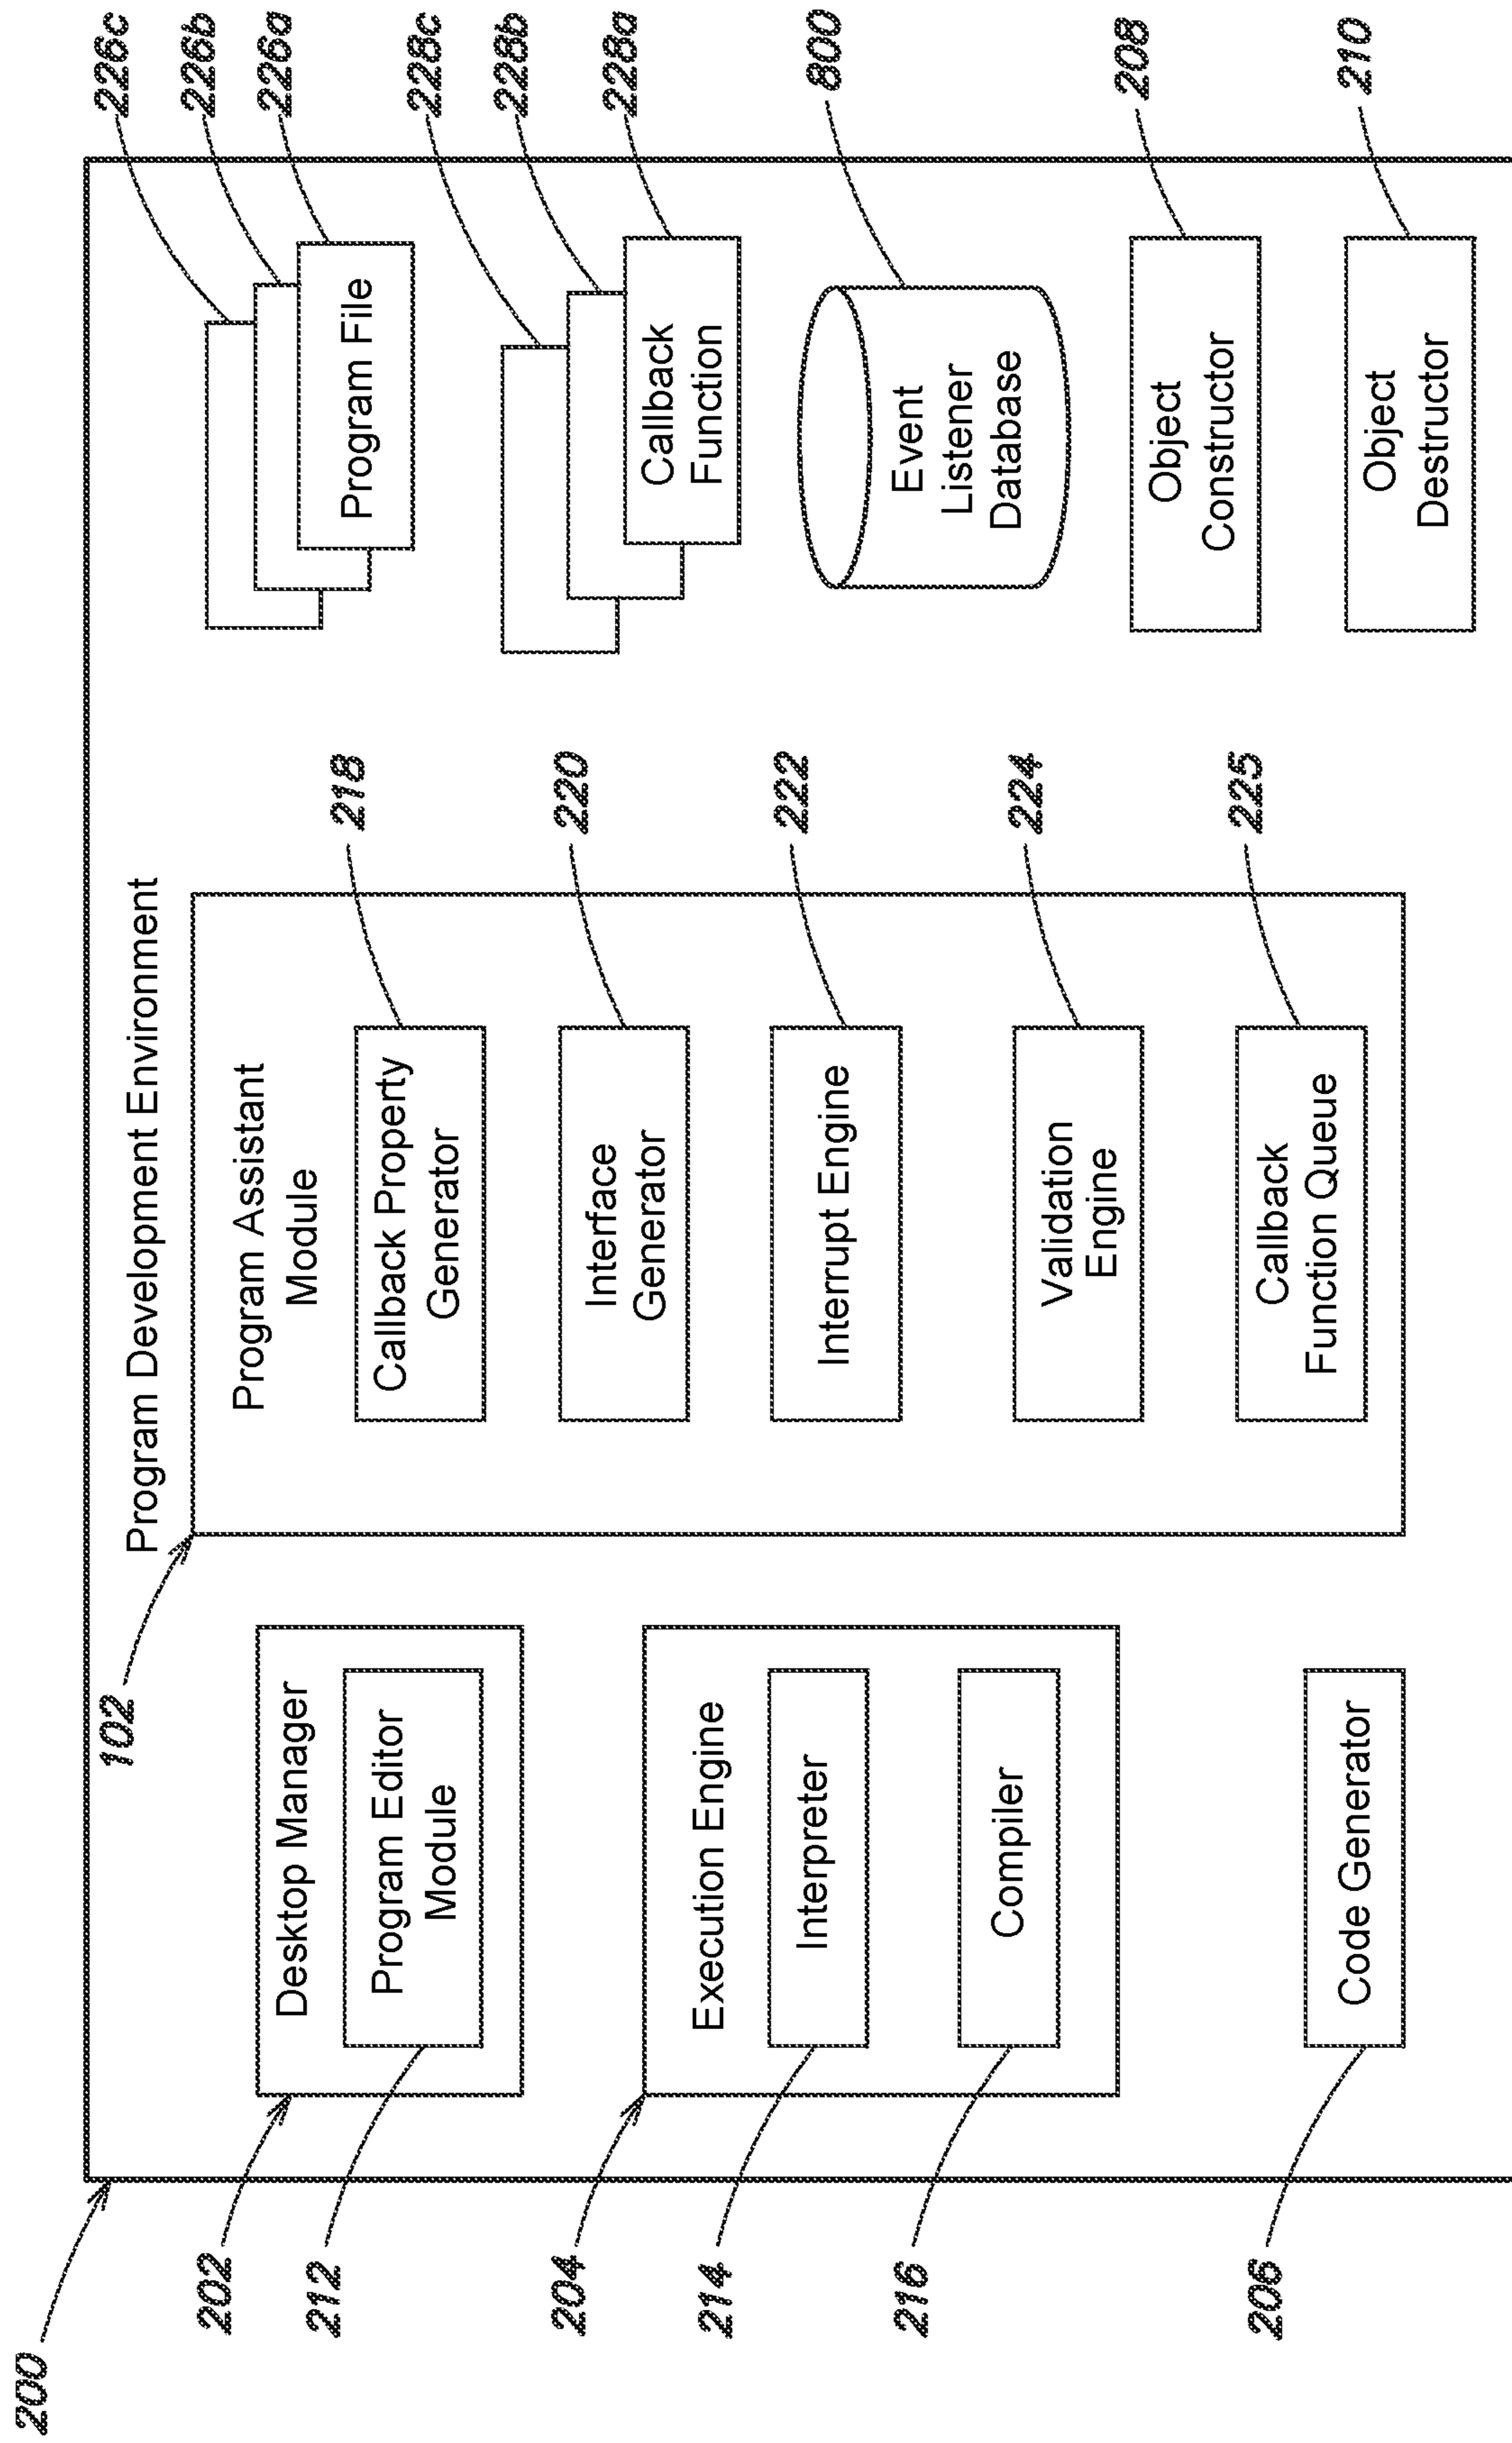 200
Program Development Environment
202
Desktop Manager
212
Program Editor
Module
204
Execution Engine
214
Interpreter
216
Compiler
206
Code Generator
102
Program Assistant
Module
218
Callback Property
Generator
220
Interface
Generator
222
Interrupt Engine
224
Validation
Engine
225
Callback
Function Queue
226c
226b
226a
Program File
228c
228b
228a
Callback
Function
800
Event
Listener
Database
208
Object
Constructor
210
Object
Destructor